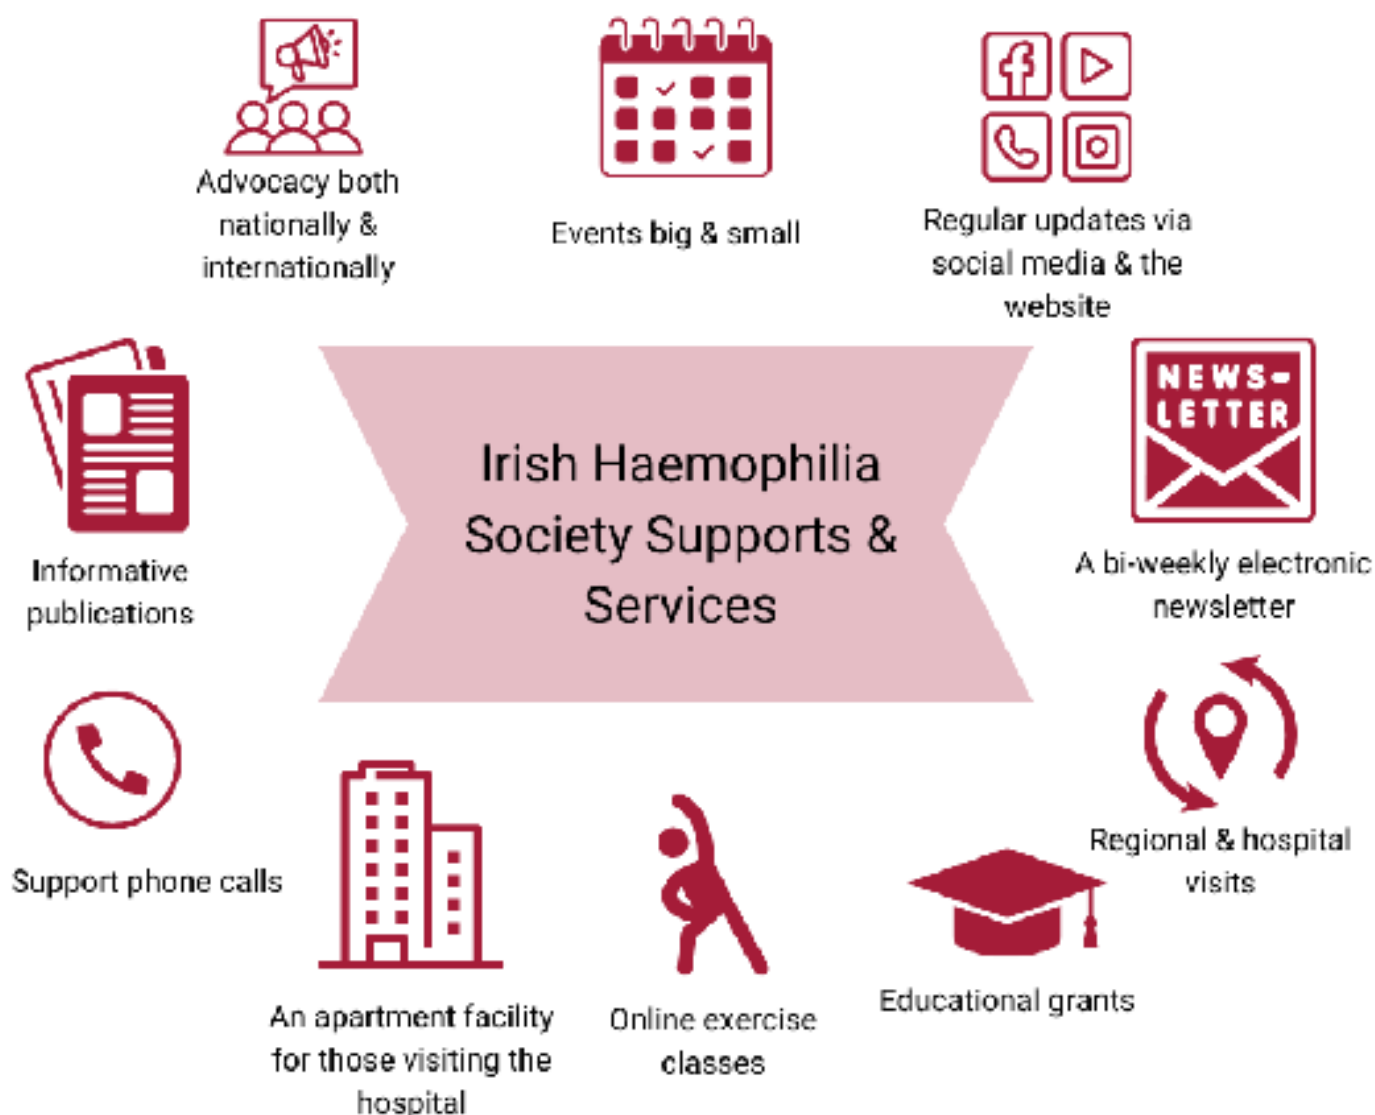 Advocacy both
nationally &
internationally
Events big & small
Regular updates via
social media & the
website
Informative
publications
Irish Haemophilia
Society Supports &
Services
NEWS-
LETTER
A bi-weekly electronic
newsletter
Support phone calls
Regional & hospital
visits
An apartment facility
for those visiting the
hospital
Online exercise
classes
Educational grants